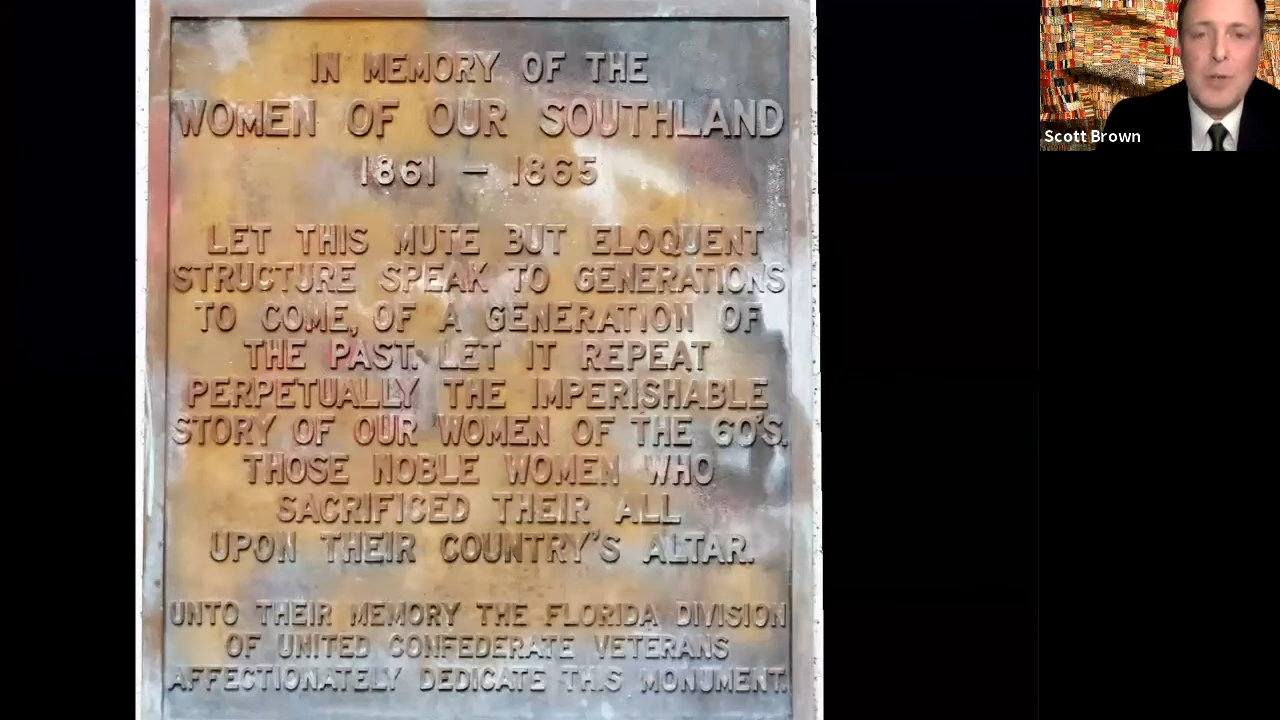 IN MEMORY OF THE
WOMEN OF OUR SOUTHLAND
1861 – 1865
LET THIS MUTE BUT ELOQUENT
STRUCTURE SPEAK TO GENERATIONS
TO COME, OF A GENERATION OF
THE PAST. LET IT REPEAT
PERPETUALLY THE IMPERISHABLE
STORY OF OUR WOMEN OF THE 60'S.
THOSE NOBLE WOMEN WHO
SACRIFICED THEIR ALL
UPON THEIR COUNTRY'S ALTAR.
UNTO THEIR MEMORY THE FLORIDA DIVISION
OF UNITED CONFEDERATE VETERANS
AFFECTIONATELY DEDICATE THIS MONUMENT.
Scott Brown